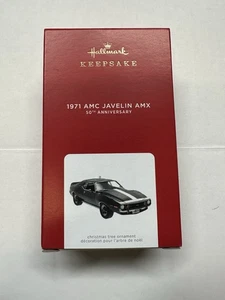 Hallmark
KEEPSAKE
1971 AMC JAVELIN AMX
50TH ANNIVERSARY
christmas tree ornament
décoration pour l'arbre de noël